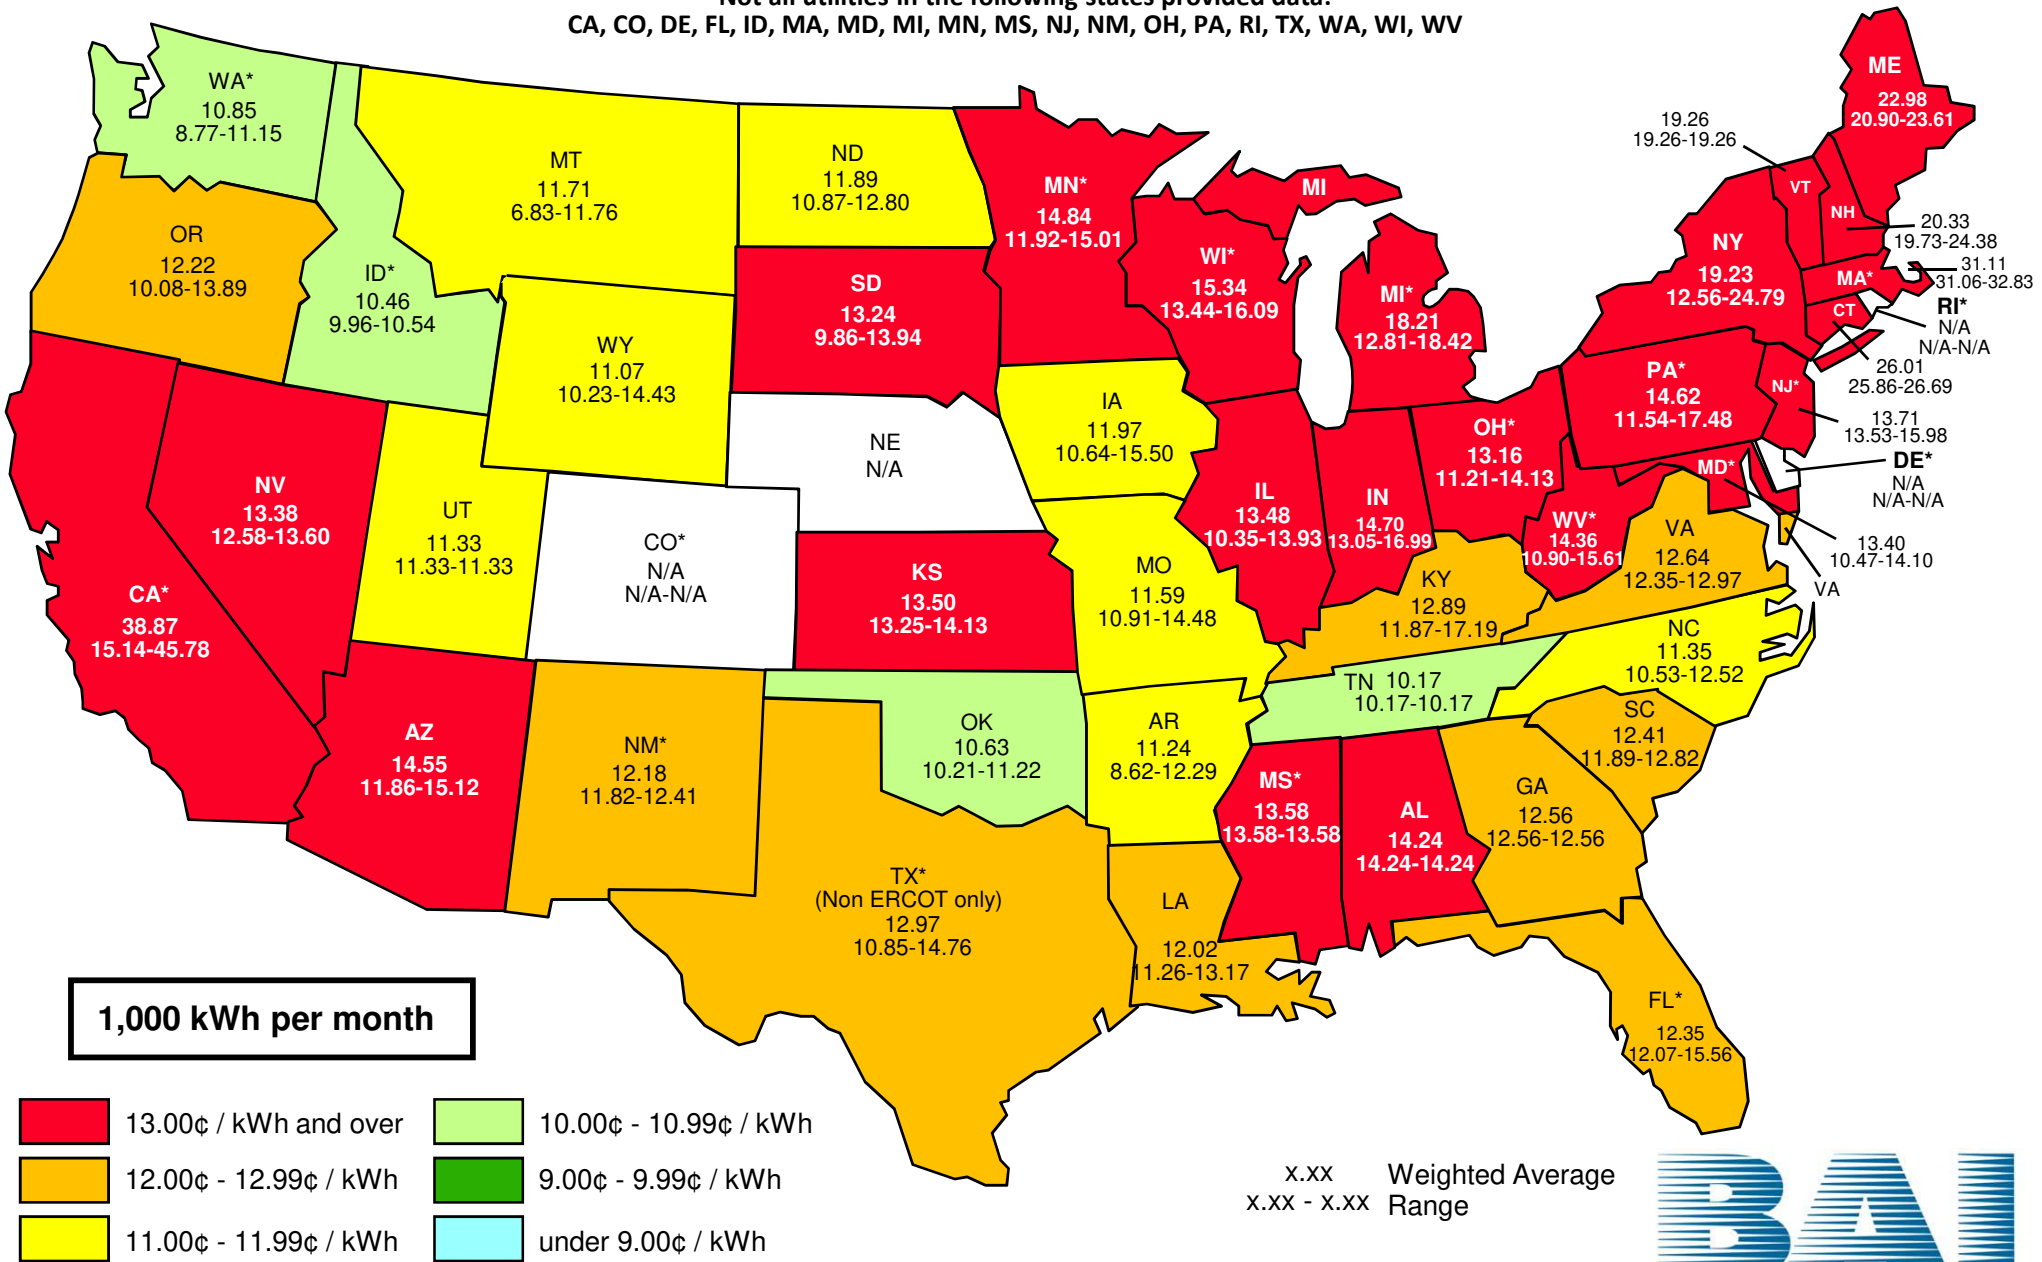 Not all utilities in the following states provided data:
CA, CO, DE, FL, ID, MA, MD, MI, MN, MS, NJ, NM, OH, PA, RI, TX, WA, WI, WV
WA*
10.85
8.77-11.15
OR
12.22
10.08-13.89
ID*
10.46
9.96-10.54
MT
11.71
6.83-11.76
ND
11.89
10.87-12.80
MN*
14.84
11.92-15.01
SD
13.24
9.86-13.94
WY
11.07
10.23-14.43
WI*
15.34
13.44-16.09
MI
MI*
18.21
12.81-18.42
ME
22.98
20.90-23.61
19.26
19.26-19.26
VT
NH
20.33
19.73-24.38
NY
19.23
12.56-24.79
MA*
31.11
31.06-32.83
CT
RI*
N/A
N/A-N/A
26.01
25.86-26.69
PA*
14.62
11.54-17.48
NJ*
13.71
13.53-15.98
DE*
N/A
N/A-N/A
MD*
13.40
10.47-14.10
CA*
38.87
15.14-45.78
NV
13.38
12.58-13.60
UT
11.33
11.33-11.33
CO*
N/A
N/A-N/A
NE
N/A
KS
13.50
13.25-14.13
IA
11.97
10.64-15.50
MO
11.59
10.91-14.48
IL
13.48
10.35-13.93
IN
14.70
13.05-16.99
OH*
13.16
11.21-14.13
WV*
14.36
10.90-15.61
VA
12.64
12.35-12.97
VA
KY
12.89
11.87-17.19
NC
11.35
10.53-12.52
TN 10.17
10.17-10.17
SC
12.41
11.89-12.82
AZ
14.55
11.86-15.12
NM*
12.18
11.82-12.41
OK
10.63
10.21-11.22
AR
11.24
8.62-12.29
MS*
13.58
13.58-13.58
AL
14.24
14.24-14.24
GA
12.56
12.56-12.56
TX*
(Non ERCOT only)
12.97
10.85-14.76
LA
12.02
11.26-13.17
FL*
12.35
12.07-15.56
1,000 kWh per month
13.00¢ / kWh and over
12.00¢ - 12.99¢ / kWh
11.00¢ - 11.99¢ / kWh
10.00¢ - 10.99¢ / kWh
9.00¢ - 9.99¢ / kWh
under 9.00¢ / kWh
x.xx Weighted Average
x.xx - x.xx Range
BAI